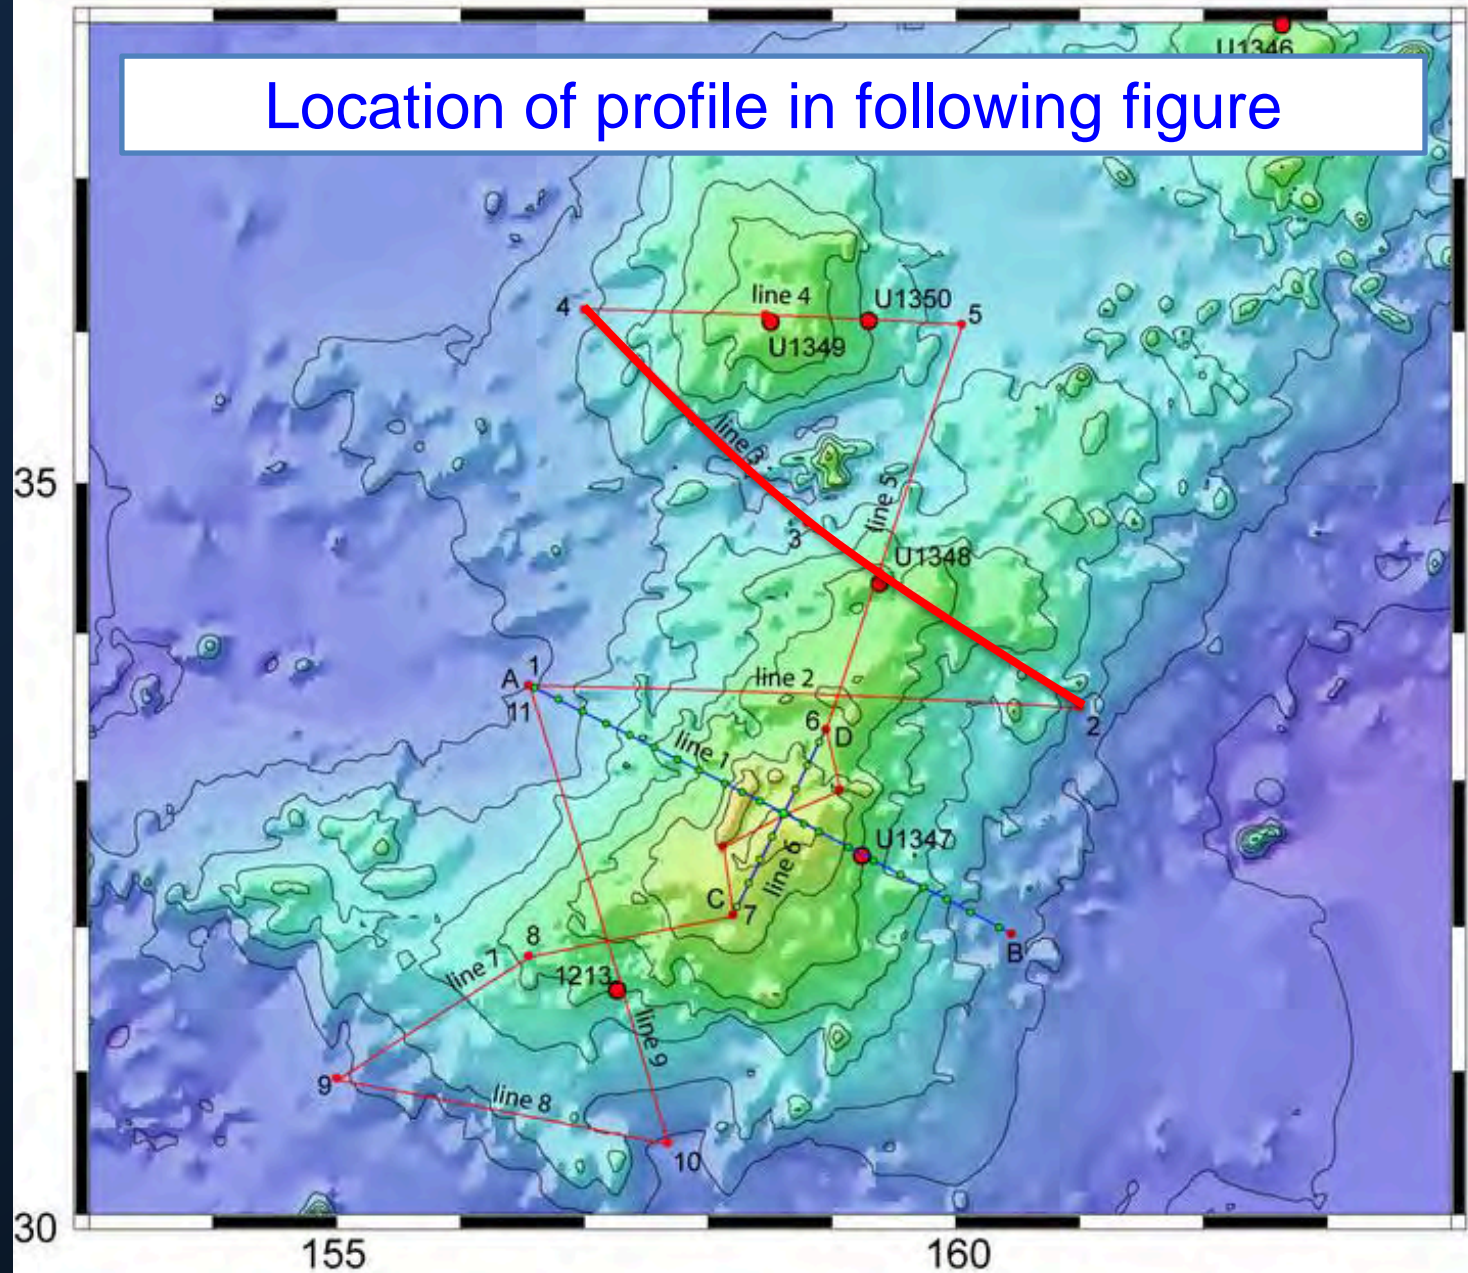 U1346
Location of profile in following figure
4
line 4
U1350
5
U1349
line 3
35
line 5
3
U1348
A
1
11
line 2
2
6
D
line 1
U1347
line 6
C
7
8
B
line 7
1213
line 9
9
line 8
10
30
155
160